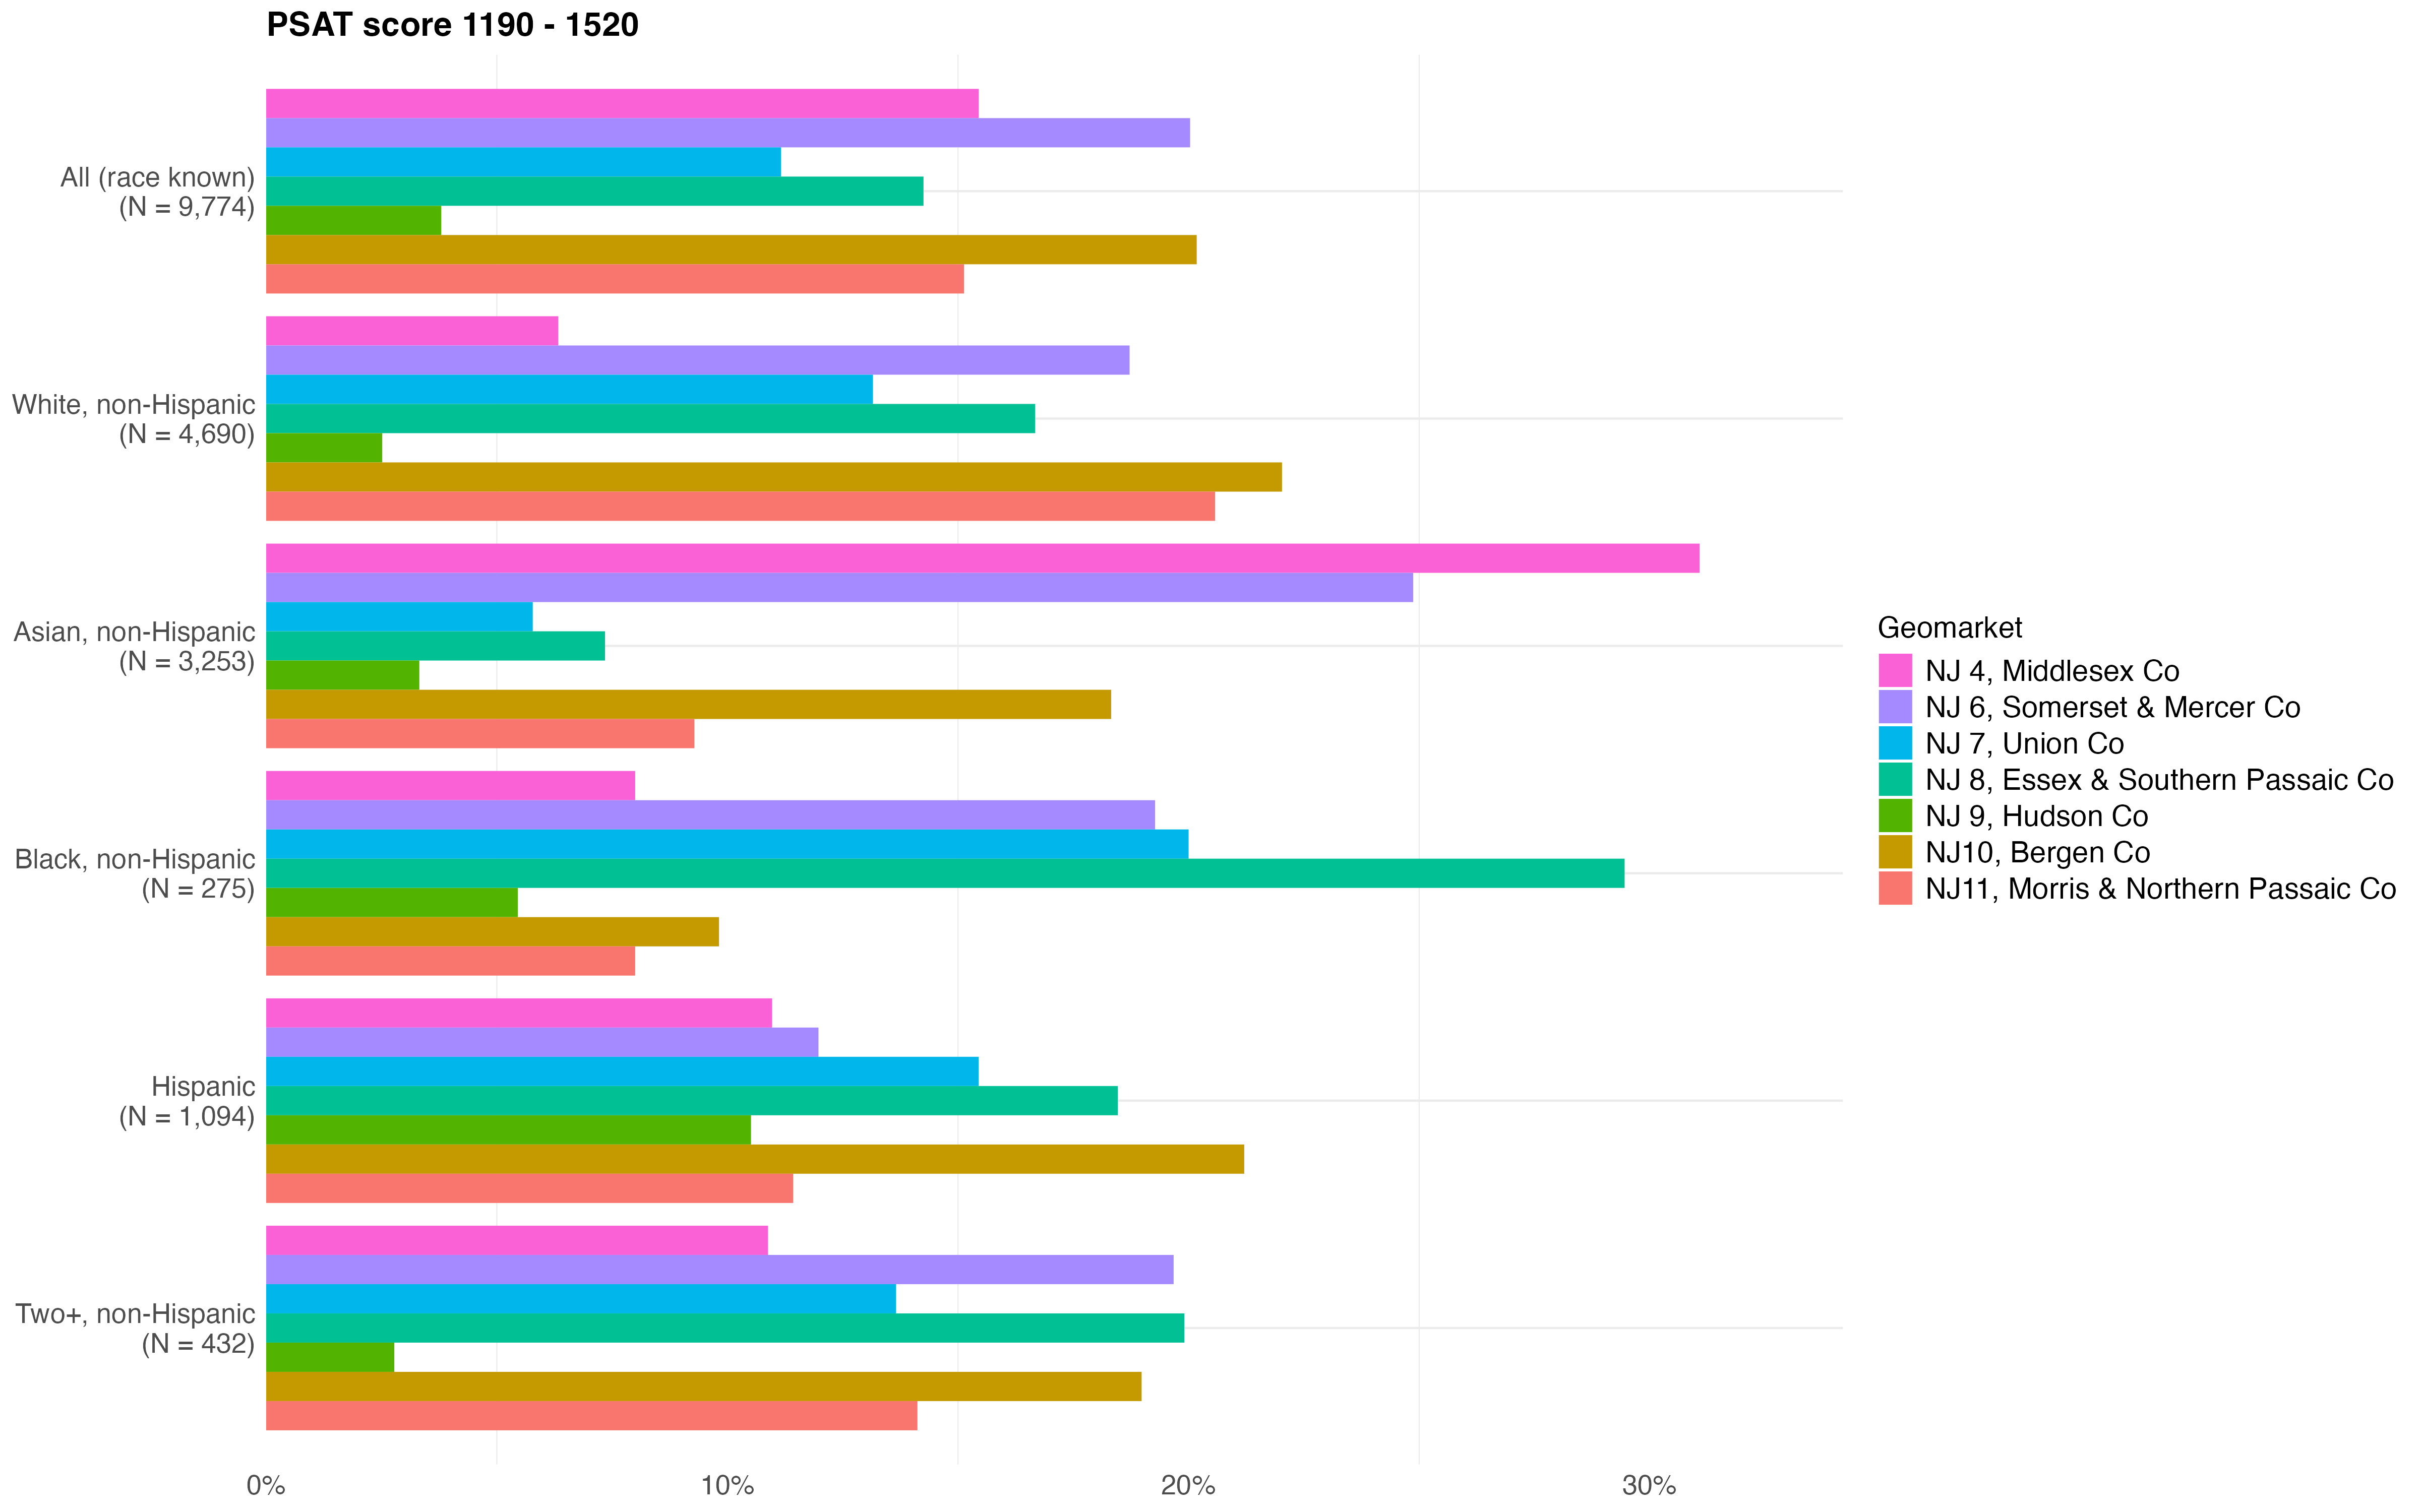 PSAT score 1190 - 1520
All (race known)
(N = 9,774)
White, non-Hispanic
(N = 4,690)
Asian, non-Hispanic
(N = 3,253)
Black, non-Hispanic
(N = 275)
Hispanic
(N = 1,094)
Two+, non-Hispanic
(N = 432)
0%
10%
20%
30%
Geomarket
NJ 4, Middlesex Co
NJ 6, Somerset & Mercer Co
NJ 7, Union Co
NJ 8, Essex & Southern Passaic Co
NJ 9, Hudson Co
NJ10, Bergen Co
NJ11, Morris & Northern Passaic Co